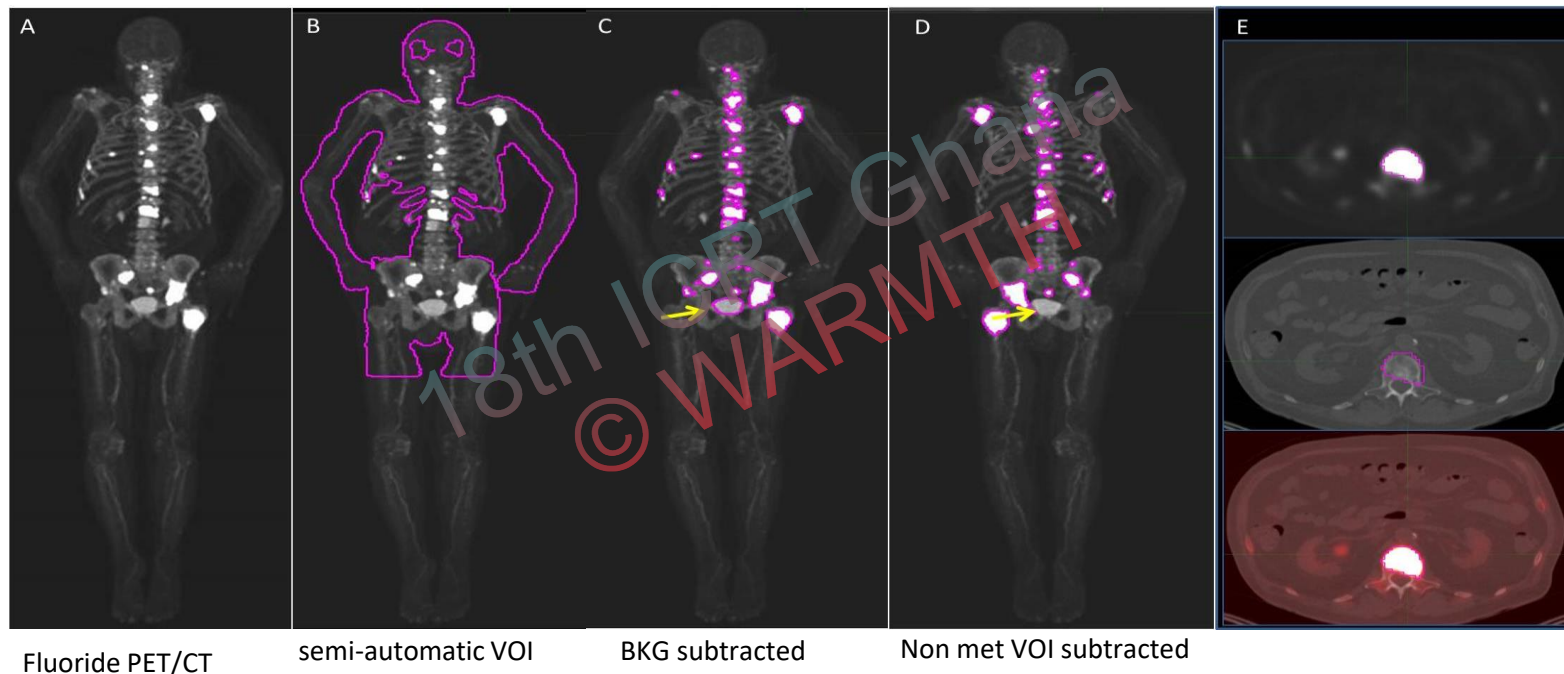 A
B
C
D
E
18th ICRT Ghana
© WARMTH
Fluoride PET/CT
semi-automatic VOI
BKG subtracted
Non met VOI subtracted